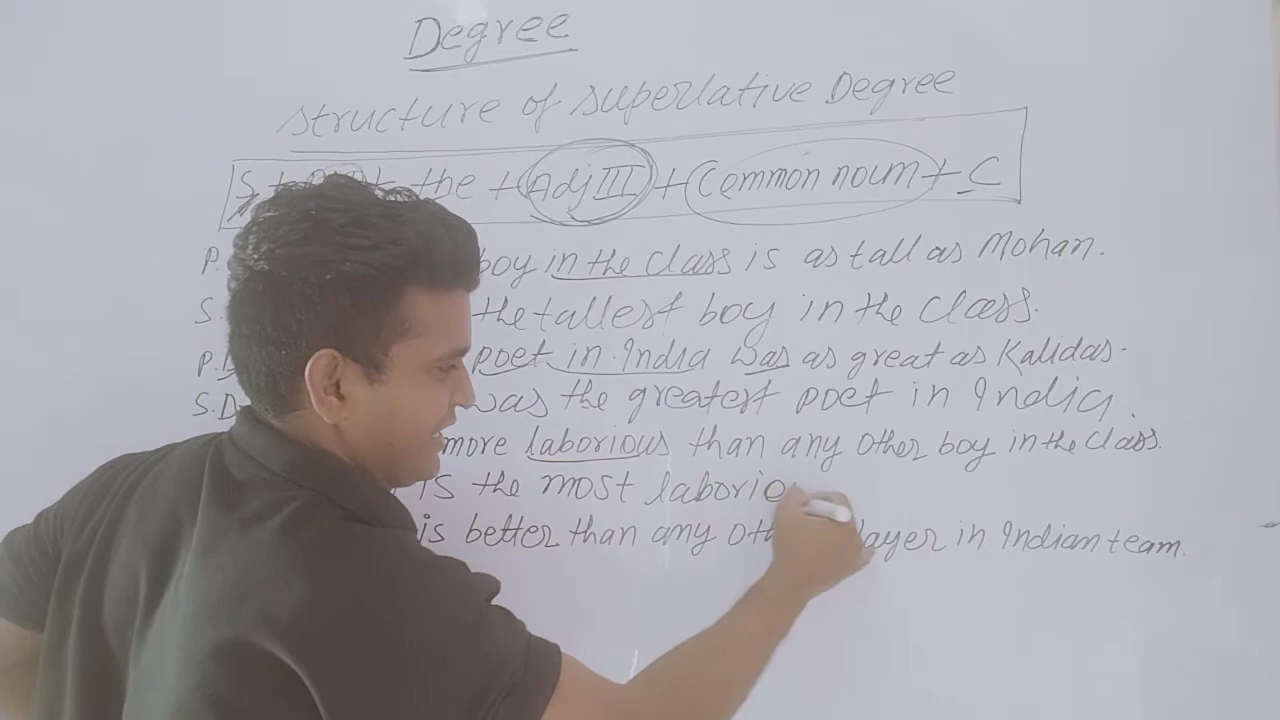 Degree
Structure of superlative Degree
S + the + Adj III + Common noun + C
P. boy in the class is as tall as Mohan.
S. the tallest boy in the class.
P.D poet in India was as great as Kalidas.
S.D was the greatest poet in India.
more laborious than any other boy in the class.
is the most laborio
is better than any oth layer in Indian team.